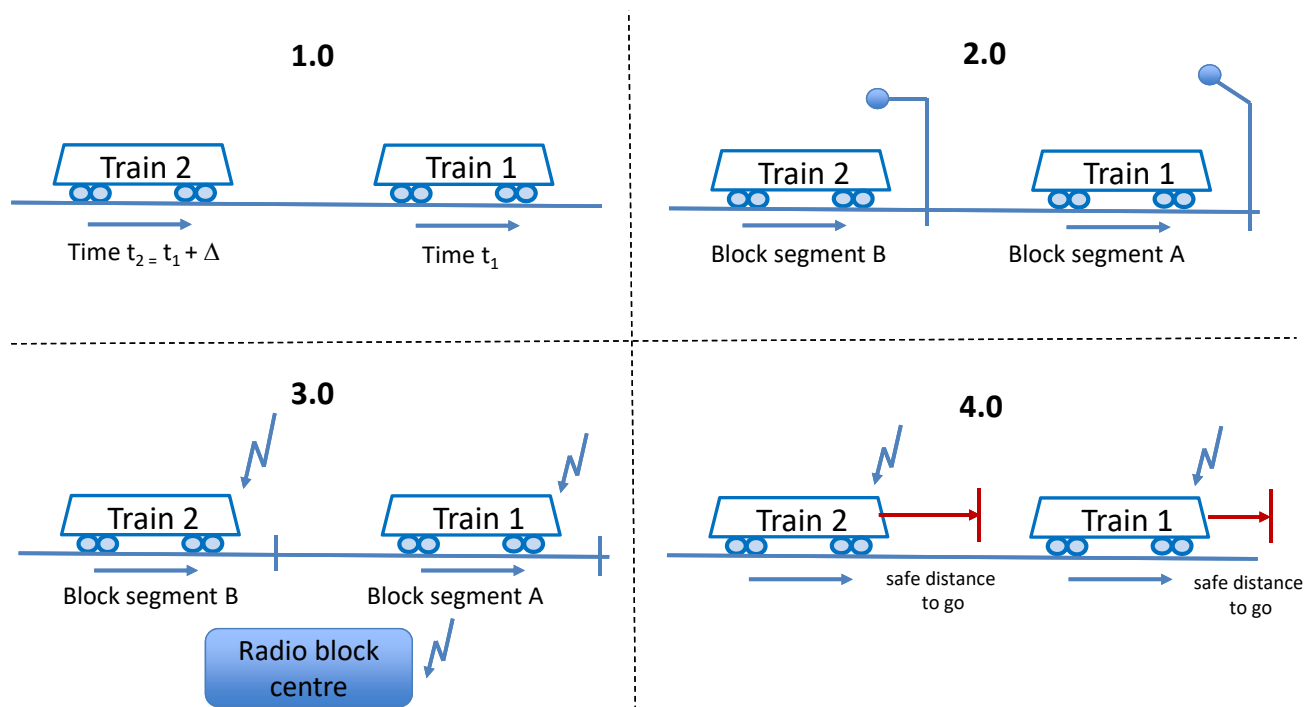 1.0
Train 2
Train 1
Time t₂ = t₁ + Δ
Time t₁
2.0
Train 2
Train 1
Block segment B
Block segment A
3.0
Train 2
Train 1
Block segment B
Block segment A
Radio block
centre
4.0
Train 2
Train 1
safe distance
to go
safe distance
to go